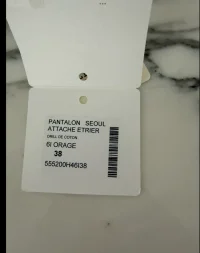 PANTALON SEOUL
ATTACHE ETRIER
DRILL DE COTON
ORAGE
38
555200H46I38